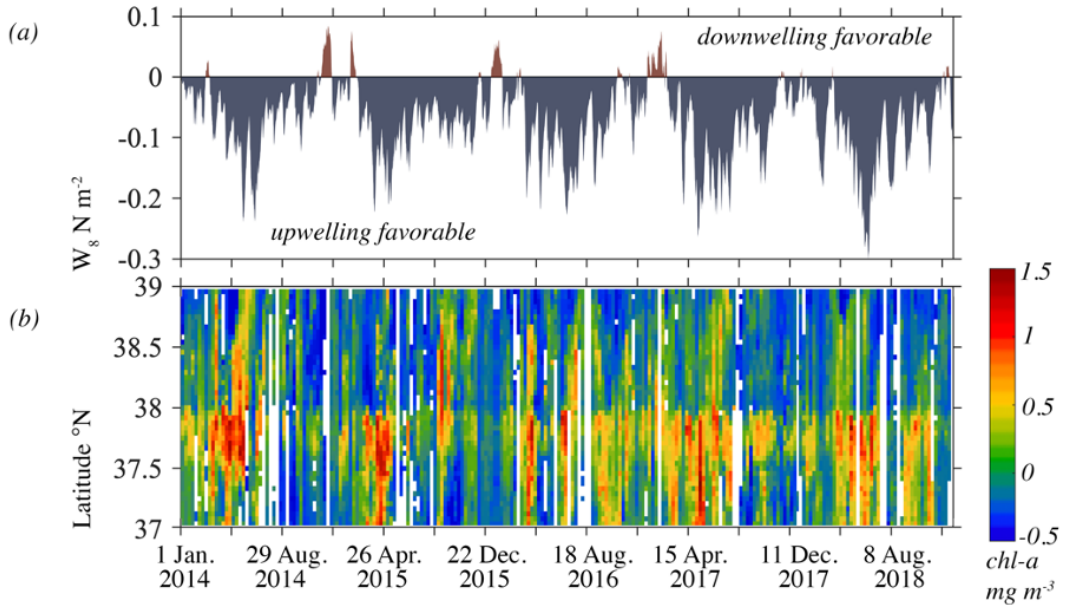 (a)
0.1
0
-0.1
-0.2
-0.3
W8 N m-2
downwelling favorable
upwelling favorable
(b)
39
38.5
38
37.5
37
Latitude °N
1 Jan. 2014
29 Aug. 2014
26 Apr. 2015
22 Dec. 2015
18 Aug. 2016
15 Apr. 2017
11 Dec. 2017
8 Aug. 2018
1.5
1
0.5
0
-0.5
chl-a
mg m-3